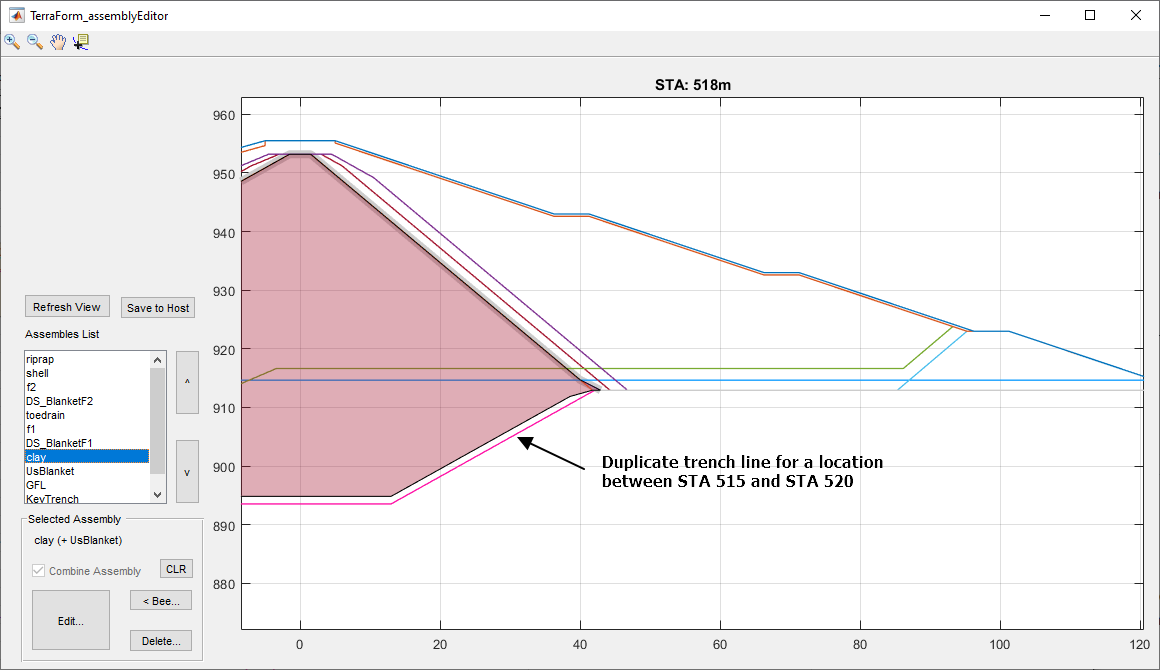 TerraForm_assemblyEditor
STA: 518m
960
950
940
930
920
910
900
890
880
0
20
40
60
80
100
120
Duplicate trench line for a location
between STA 515 and STA 520
Refresh View
Save to Host
Assembles List
riprap
shell
f2
DS_BlanketF2
toedrain
f1
DS_BlanketF1
clay
UsBlanket
GFL
KeyTrench
^
v
Selected Assembly
clay (+ UsBlanket)
Combine Assembly
CLR
Edit...
< Bee...
Delete...